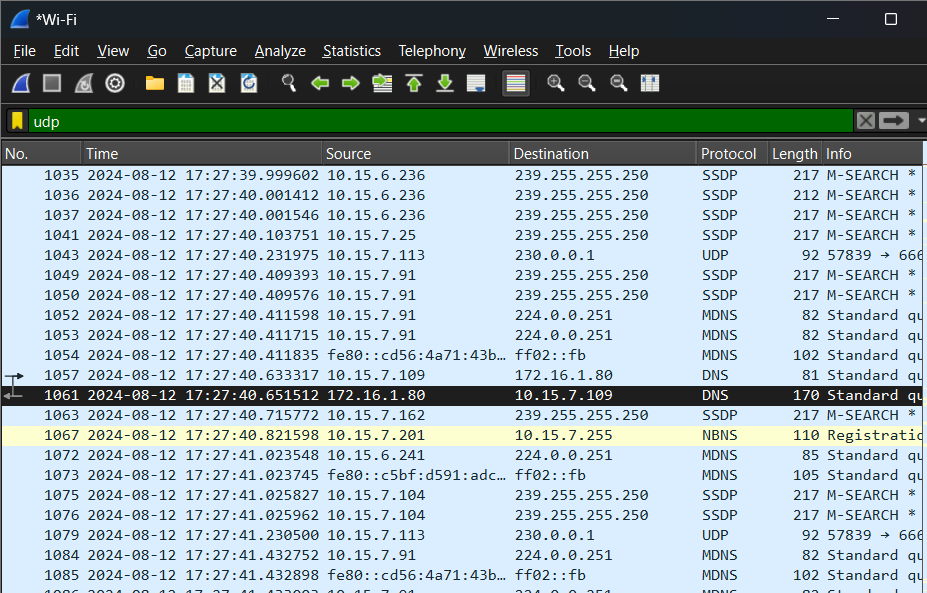 *Wi-Fi
File Edit View Go Capture Analyze Statistics Telephony Wireless Tools Help
udp
No. Time Source Destination Protocol Length Info
1035 2024-08-12 17:27:39.999602 10.15.6.236 239.255.255.250 SSDP 217 M-SEARCH *
1036 2024-08-12 17:27:40.001412 10.15.6.236 239.255.255.250 SSDP 212 M-SEARCH *
1037 2024-08-12 17:27:40.001546 10.15.6.236 239.255.255.250 SSDP 217 M-SEARCH *
1041 2024-08-12 17:27:40.103751 10.15.7.25 239.255.255.250 SSDP 217 M-SEARCH *
1043 2024-08-12 17:27:40.231975 10.15.7.113 230.0.0.1 UDP 92 57839 → 666
1049 2024-08-12 17:27:40.409393 10.15.7.91 239.255.255.250 SSDP 217 M-SEARCH *
1050 2024-08-12 17:27:40.409576 10.15.7.91 239.255.255.250 SSDP 217 M-SEARCH *
1052 2024-08-12 17:27:40.411598 10.15.7.91 224.0.0.251 MDNS 82 Standard qu
1053 2024-08-12 17:27:40.411715 10.15.7.91 224.0.0.251 MDNS 82 Standard qu
1054 2024-08-12 17:27:40.411835 fe80::cd56:4a71:43b… ff02::fb MDNS 102 Standard qu
1057 2024-08-12 17:27:40.633317 10.15.7.109 172.16.1.80 DNS 81 Standard qu
1061 2024-08-12 17:27:40.651512 172.16.1.80 10.15.7.109 DNS 170 Standard qu
1063 2024-08-12 17:27:40.715772 10.15.7.162 239.255.255.250 SSDP 217 M-SEARCH *
1067 2024-08-12 17:27:40.821598 10.15.7.201 10.15.7.255 NBNS 110 Registratio
1072 2024-08-12 17:27:41.023548 10.15.6.241 224.0.0.251 MDNS 85 Standard qu
1073 2024-08-12 17:27:41.023745 fe80::c5bf:d591:adc… ff02::fb MDNS 105 Standard qu
1075 2024-08-12 17:27:41.025827 10.15.7.104 239.255.255.250 SSDP 217 M-SEARCH *
1076 2024-08-12 17:27:41.025962 10.15.7.104 239.255.255.250 SSDP 217 M-SEARCH *
1079 2024-08-12 17:27:41.230500 10.15.7.113 230.0.0.1 UDP 92 57839 → 666
1084 2024-08-12 17:27:41.432752 10.15.7.91 224.0.0.251 MDNS 82 Standard qu
1085 2024-08-12 17:27:41.432898 fe80::cd56:4a71:43b… ff02::fb MDNS 102 Standard qu